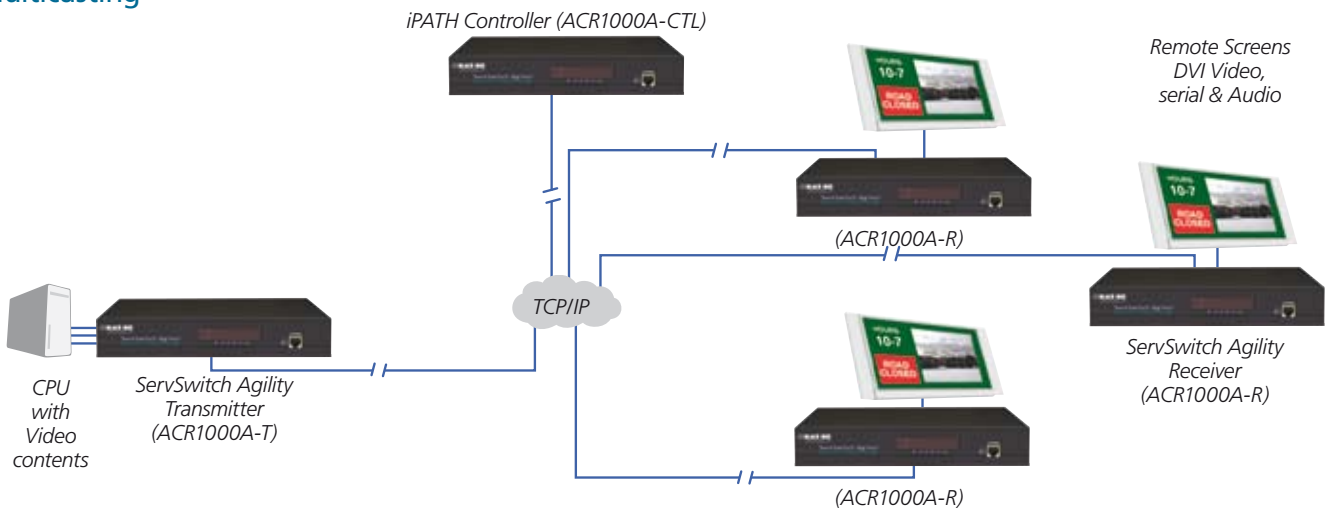 iPATH Controller (ACR1000A-CTL)
Remote Screens
DVI Video,
serial & Audio
HOURS
10-7
ROAD
CLOSED
(ACR1000A-R)
HOURS
10-7
ROAD
CLOSED
TCP/IP
ServSwitch Agility
Receiver
(ACR1000A-R)
HOURS
10-7
ROAD
CLOSED
(ACR1000A-R)
CPU
with
Video
contents
ServSwitch Agility
Transmitter
(ACR1000A-T)